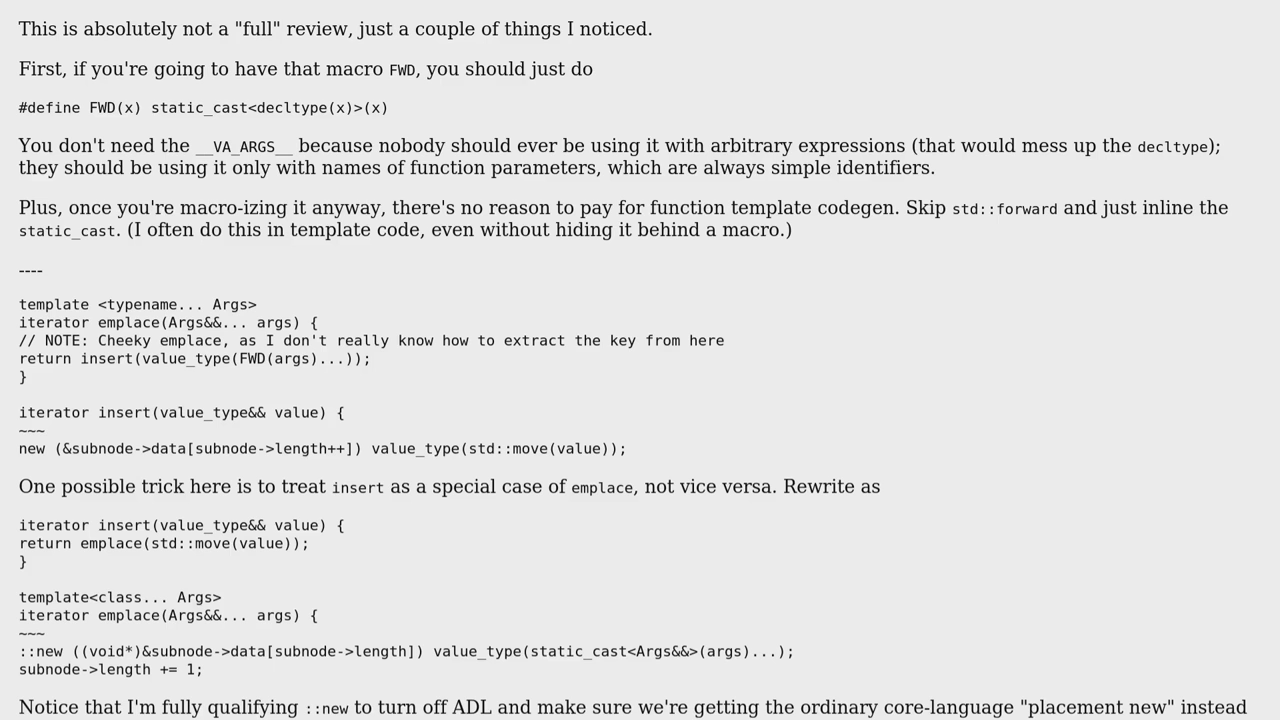 This is absolutely not a "full" review, just a couple of things I noticed.
First, if you're going to have that macro FWD, you should just do
#define FWD(x) static_cast<decltype(x)>(x)
You don't need the __VA_ARGS__ because nobody should ever be using it with arbitrary expressions (that would mess up the decltype);
they should be using it only with names of function parameters, which are always simple identifiers.
Plus, once you're macro-izing it anyway, there's no reason to pay for function template codegen. Skip std::forward and just inline the
static_cast. (I often do this in template code, even without hiding it behind a macro.)
----
template <typename... Args>
iterator emplace(Args&&... args) {
// NOTE: Cheeky emplace, as I don't really know how to extract the key from here
return insert(value_type(FWD(args)...));
}
iterator insert(value_type&& value) {
~~~
new (&subnode->data[subnode->length++]) value_type(std::move(value));
One possible trick here is to treat insert as a special case of emplace, not vice versa. Rewrite as
iterator insert(value_type&& value) {
return emplace(std::move(value));
}
template<class... Args>
iterator emplace(Args&&... args) {
~~~
::new ((void*)&subnode->data[subnode->length]) value_type(static_cast<Args&&>(args)...);
subnode->length += 1;
Notice that I'm fully qualifying ::new to turn off ADL and make sure we're getting the ordinary core-language "placement new" instead